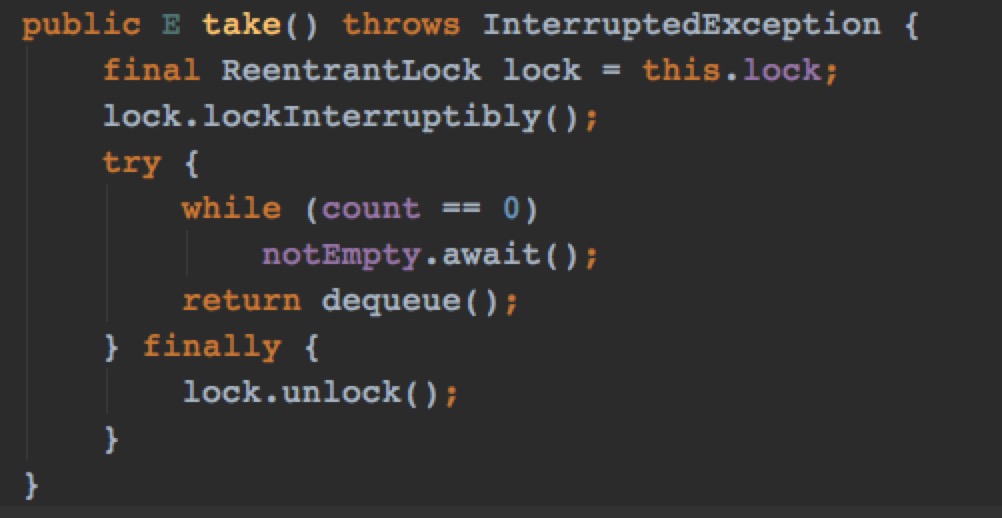 public E take() throws InterruptedException {
    final ReentrantLock lock = this.lock;
    lock.lockInterruptibly();
    try {
        while (count == 0)
            notEmpty.await();
        return dequeue();
    } finally {
        lock.unlock();
    }
}